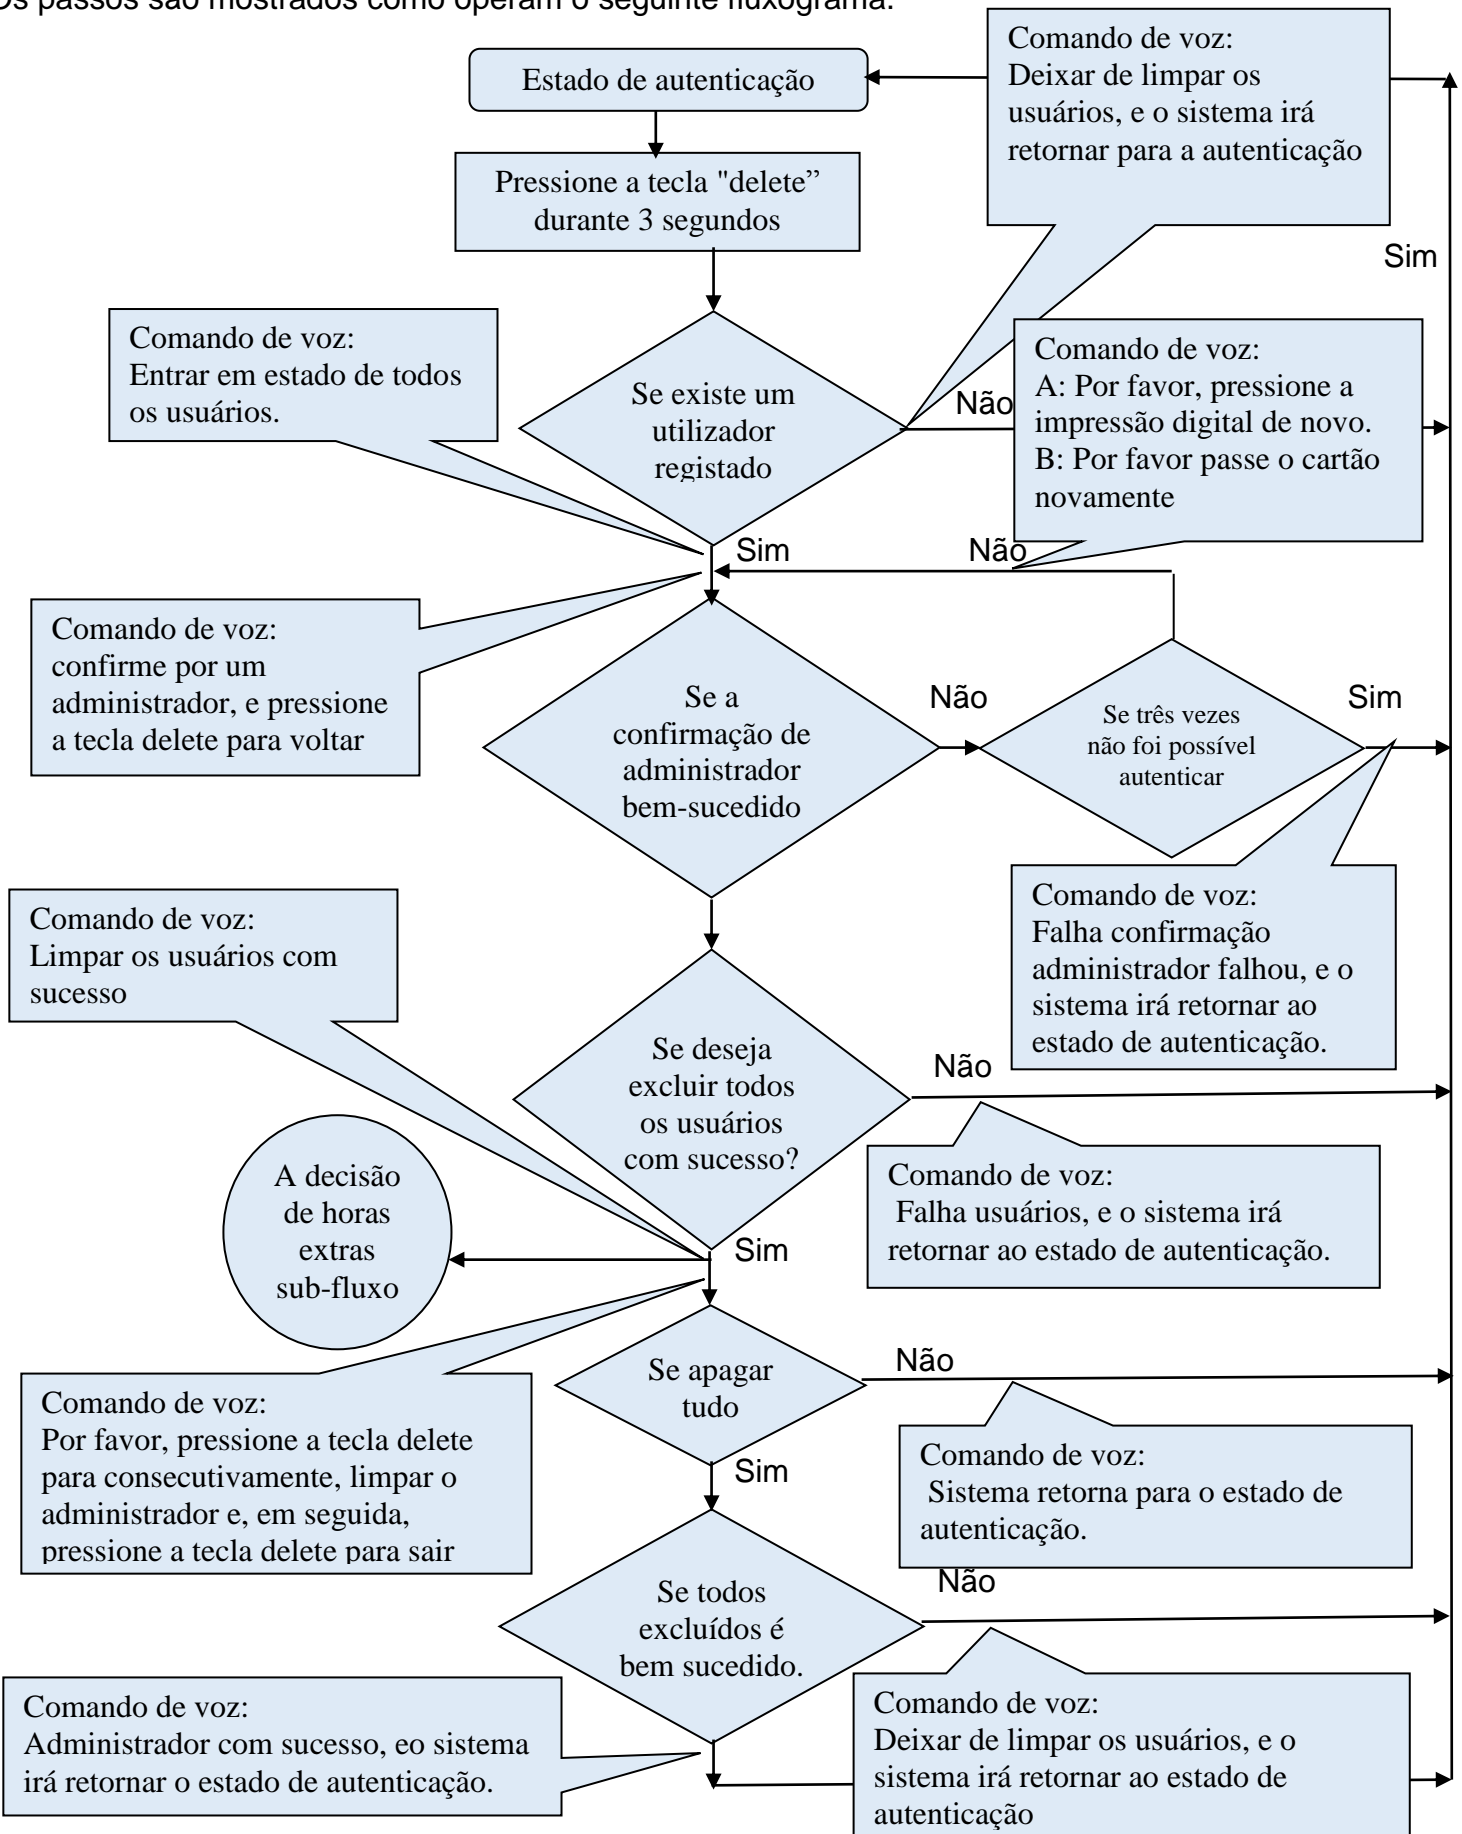 Os passos são mostrados como operam o seguinte fluxograma:
Comando de voz:
Deixar de limpar os
usuários, e o sistema irá
retornar para a autenticação
Estado de autenticação
Pressione a tecla "delete”
durante 3 segundos
Sim
Comando de voz:
Entrar em estado de todos
os usuários.
Se existe um
utilizador
registado
Não
Comando de voz:
A: Por favor, pressione a
impressão digital de novo.
B: Por favor passe o cartão
novamente
Sim
Não
Comando de voz:
confirme por um
administrador, e pressione
a tecla delete para voltar
Se a
confirmação de
administrador
bem-sucedido
Não
Se três vezes
não foi possível
autenticar
Sim
Comando de voz:
Limpar os usuários com
sucesso
Comando de voz:
Falha confirmação
administrador falhou, e o
sistema irá retornar ao
estado de autenticação.
Se deseja
excluir todos
os usuários
com sucesso?
Não
A decisão
de horas
extras
sub-fluxo
Comando de voz:
Falha usuários, e o sistema irá
retornar ao estado de autenticação.
Sim
Se apagar
tudo
Não
Comando de voz:
Por favor, pressione a tecla delete
para consecutivamente, limpar o
administrador e, em seguida,
pressione a tecla delete para sair
Comando de voz:
Sistema retorna para o estado de
autenticação.
Sim
Se todos
excluídos é
bem sucedido.
Não
Comando de voz:
Administrador com sucesso, eo sistema
irá retornar o estado de autenticação.
Comando de voz:
Deixar de limpar os usuários, e o
sistema irá retornar ao estado de
autenticação